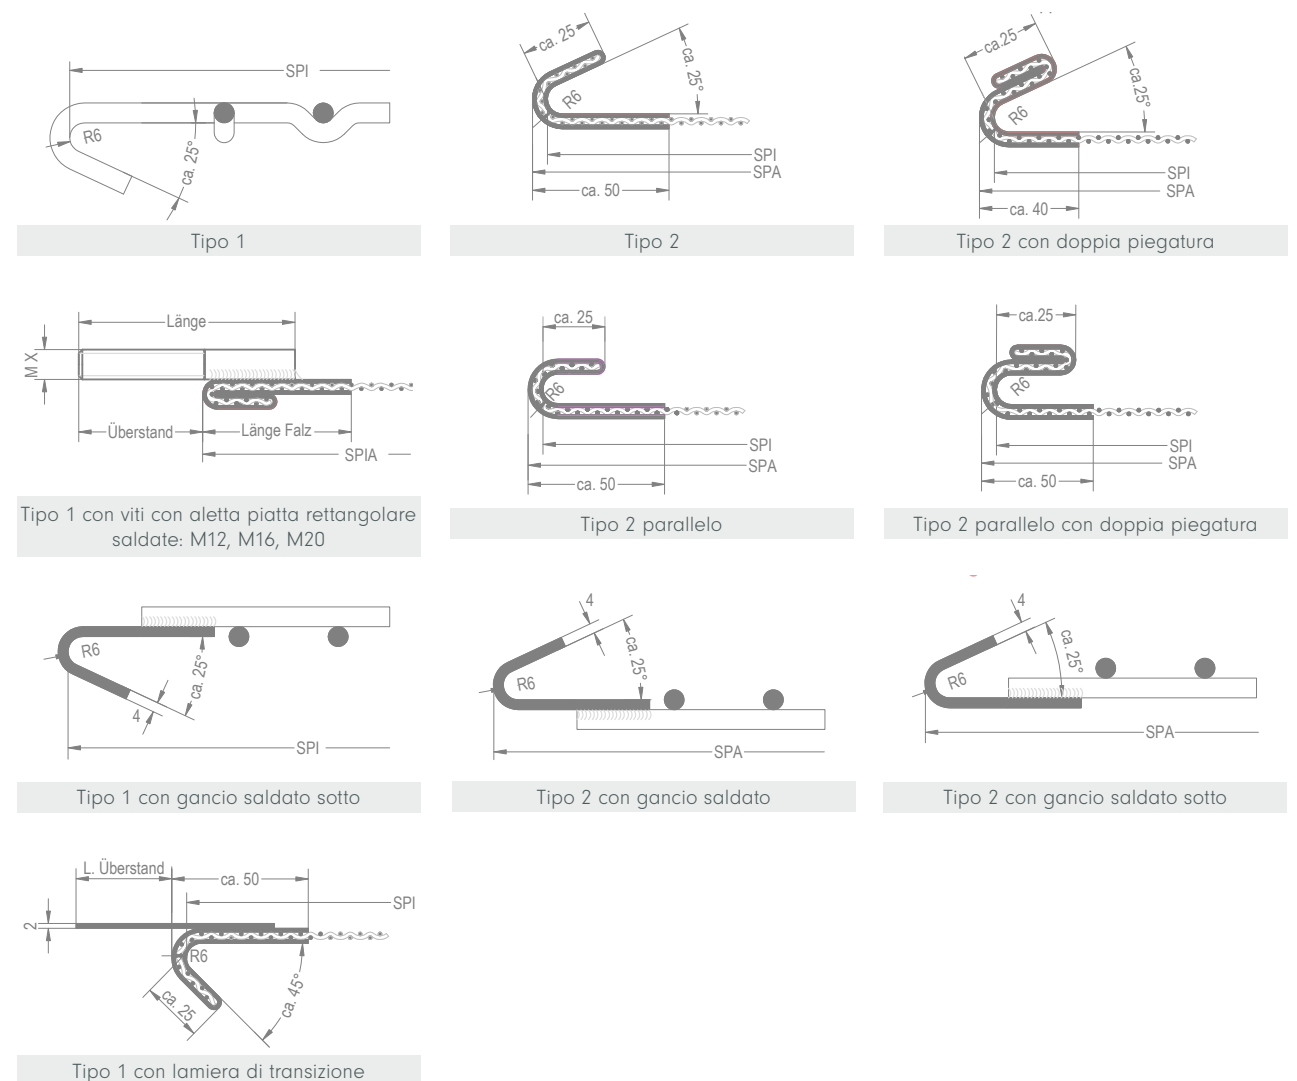 SPI
R6
ca. 25°
Tipo 1
ca. 25
ca. 25°
R6
SPI
SPA
ca. 50
Tipo 2
ca.25
ca.25°
R6
SPI
SPA
ca. 40
Tipo 2 con doppia piegatura
Länge
M X
Überstand
Länge Falz
SPIA
Tipo 1 con viti con aletta piatta rettangolare
saldate: M12, M16, M20
ca. 25
R6
SPI
SPA
ca. 50
Tipo 2 parallelo
ca.25
R6
SPI
SPA
ca. 50
Tipo 2 parallelo con doppia piegatura
R6
ca. 25°
4
SPI
Tipo 1 con gancio saldato sotto
4
ca. 25°
R6
SPA
Tipo 2 con gancio saldato
4
ca. 25°
R6
SPA
Tipo 2 con gancio saldato sotto
L. Überstand
ca. 50
SPI
2
R6
ca. 25
ca. 45°
Tipo 1 con lamiera di transizione